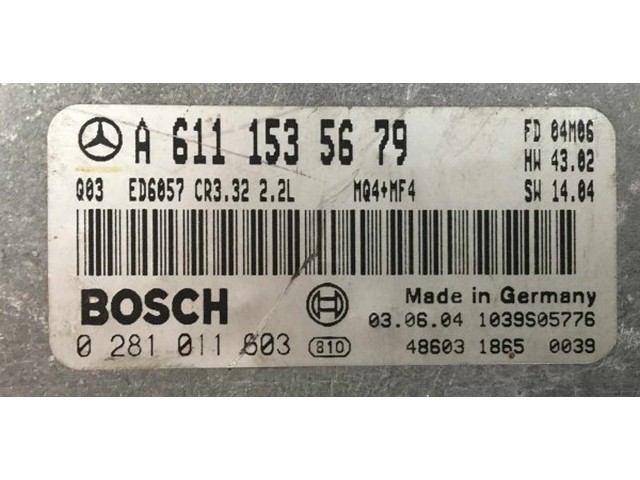 A 611 153 56 79 FD 04M06
HW 43.02
Q03 ED6057 CR3.32 2.2L MQ4+MF4 SW 14.04
BOSCH Made in Germany
03.06.04 1039S05776
0 281 011 603 810 48603 1865 0039